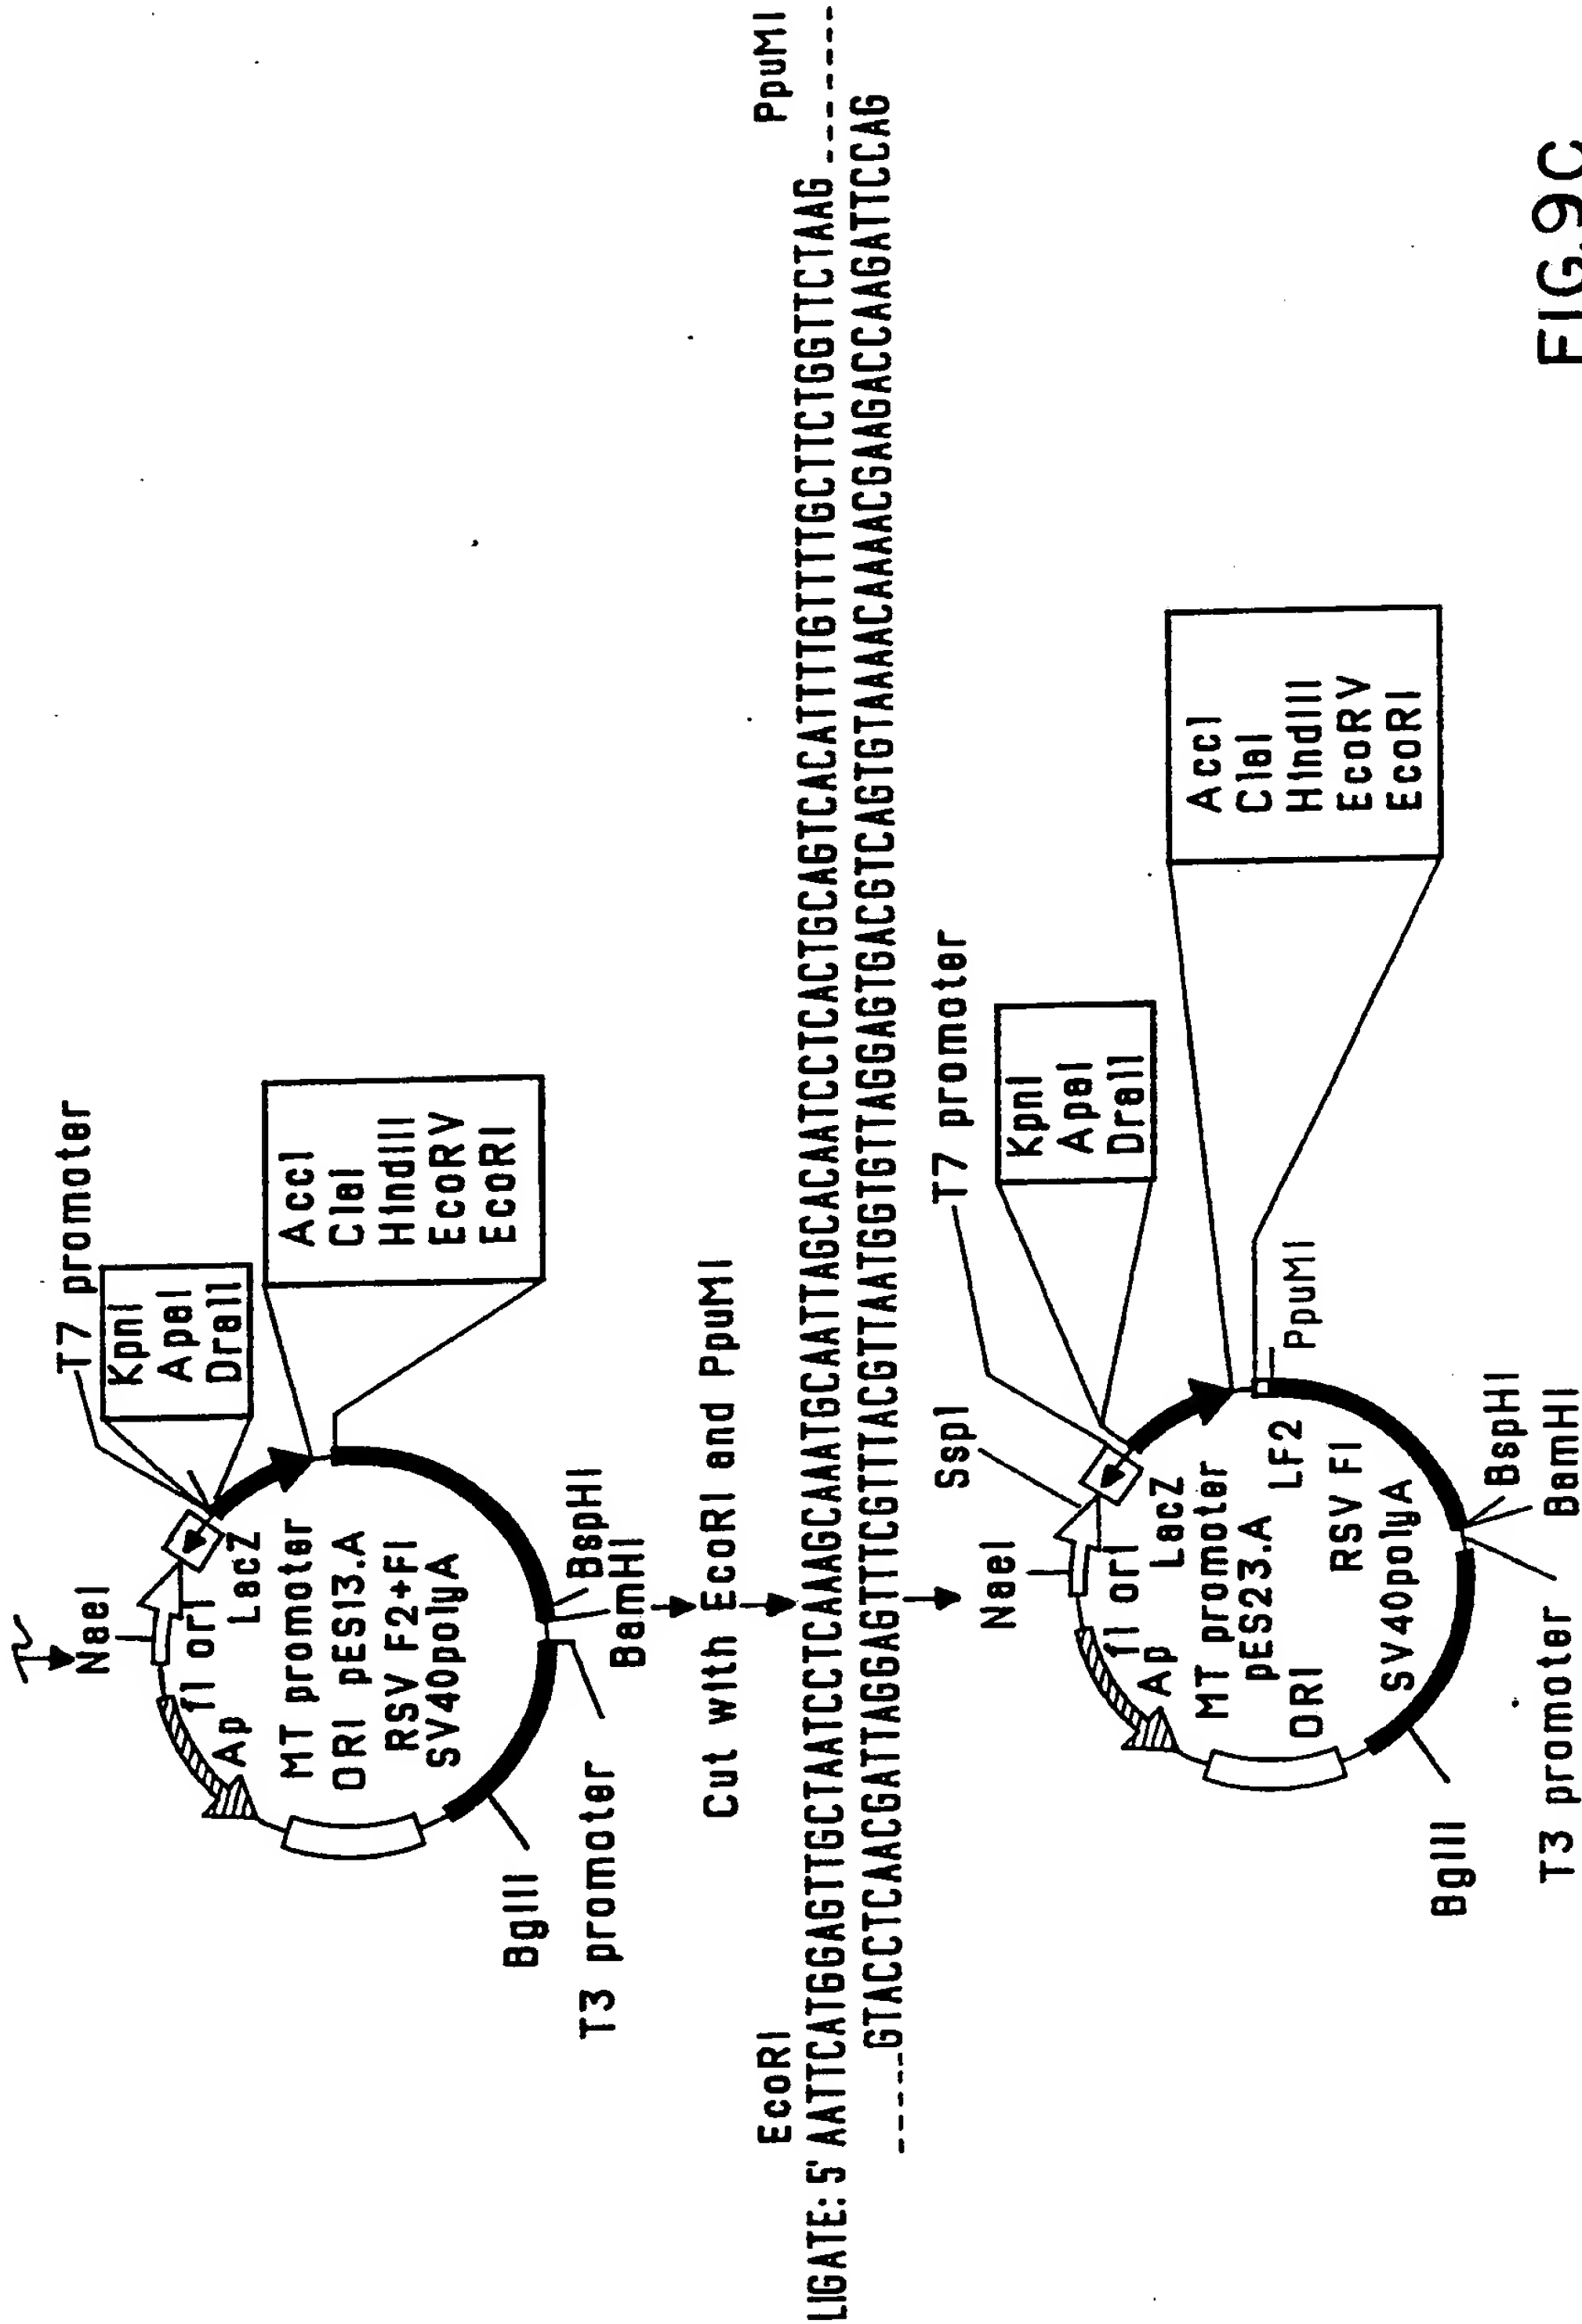 NaeI
T7 promoter
KpnI
ApaI
DraII
f1 ori
Ap
LacZ
MT promoter
ORI pES13.A
RSV F2+F1
SV40polyA
AccI
ClaI
HindIII
EcoRV
EcoRI
BglII
BspHI
BamHI
T3 promoter
Cut with EcoRI and PpuMI
EcoRI
PpuMI
LIGATE: 5' AATTCATGGAGTTGCTAATCCTCAAAGCAAATGCAATTAGCACAATCCTCACTGCAGTCACATTTTGTTTTGCTTCTGGTTCTAAG
GTACCTCAACGATTAGGAGTTTCGTTTACGTTAATGGTGTTAGGAGTGACGTCAGTGTAAAACAAAACGAAGACCAAGATTCCAG
NaeI
SspI
T7 promoter
KpnI
ApaI
DraII
f1 ori
Ap
LacZ
MT promoter
pES23.A
ORI
LF2
RSV F1
SV40polyA
AccI
ClaI
HindIII
EcoRV
EcoRI
PpuMI
BglII
BspHI
BamHI
T3 promoter
FIG.9C